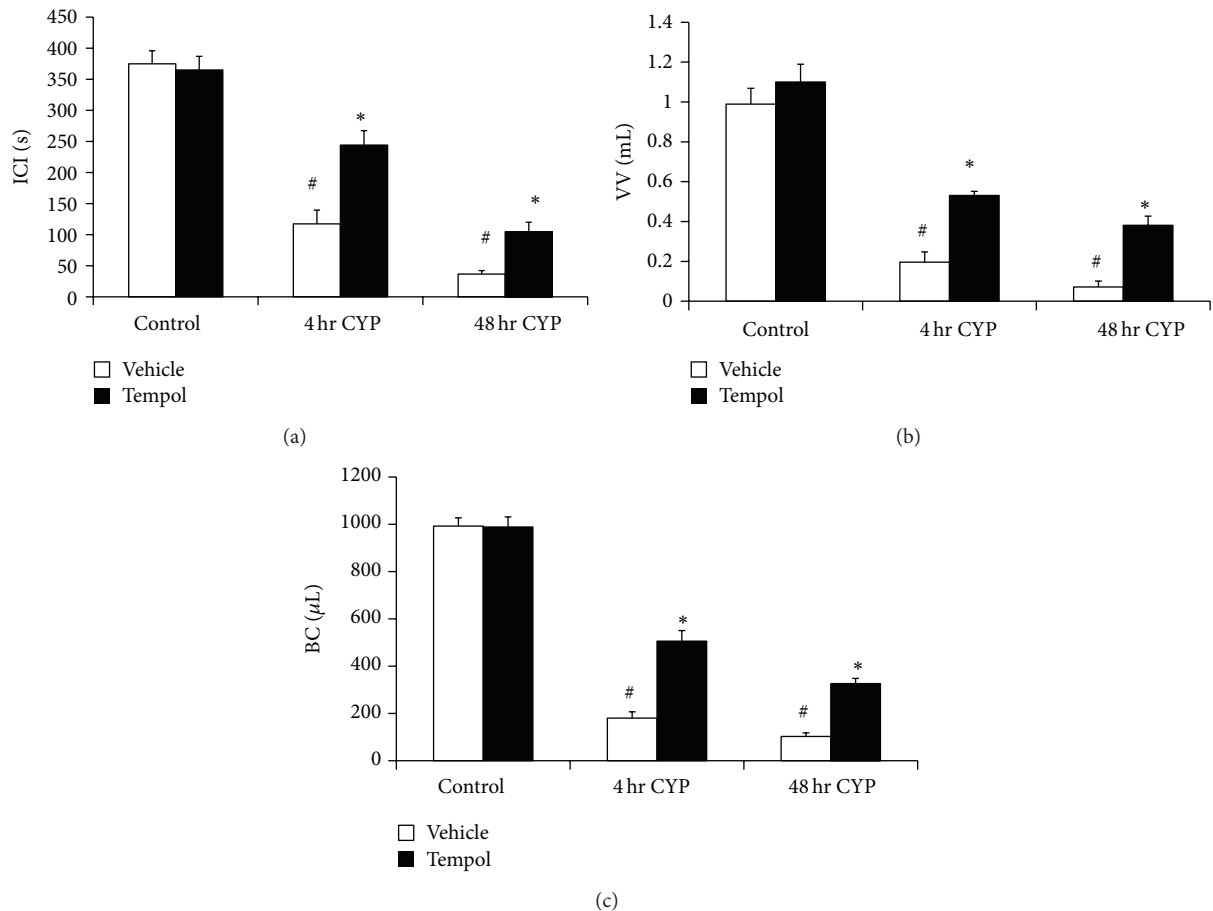 450
400
350
300
250
200
150
100
50
0
ICI (s)
#
*
#
*
Control
4 hr CYP
48 hr CYP
Vehicle
Tempol
(a)
1.4
1.2
1
0.8
0.6
0.4
0.2
0
VV (mL)
#
*
#
*
Control
4 hr CYP
48 hr CYP
Vehicle
Tempol
(b)
1200
1000
800
600
400
200
0
BC (μL)
#
*
#
*
Control
4 hr CYP
48 hr CYP
Vehicle
Tempol
(c)